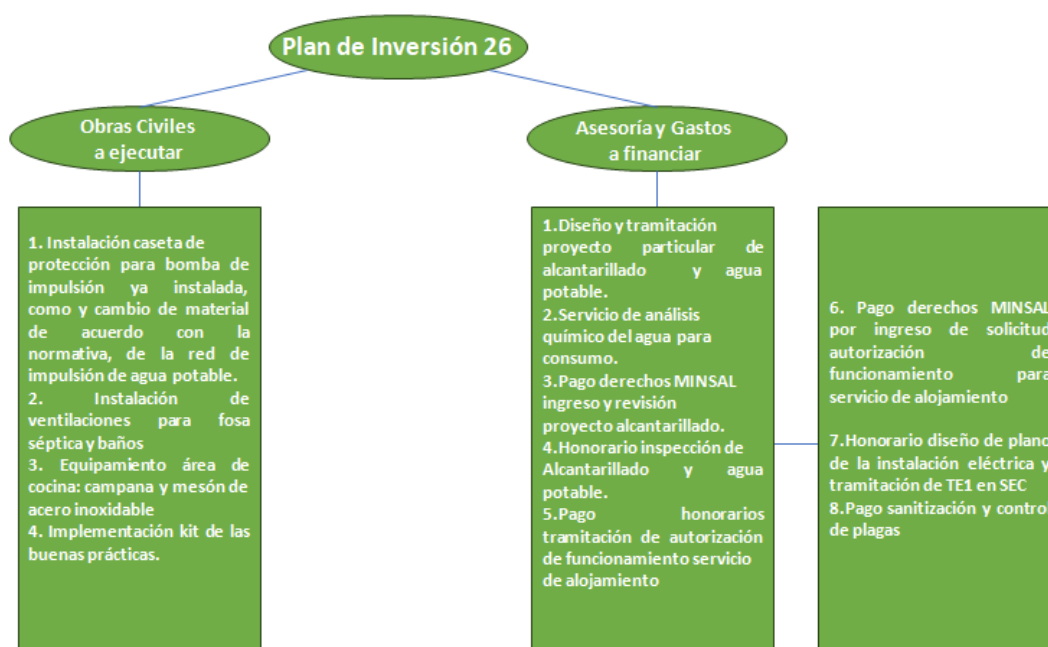 Plan de Inversión 26
Obras Civiles
a ejecutar
Asesoría y Gastos
a financiar
1. Instalación caseta de
protección para bomba de
impulsión ya instalada,
como y cambio de material
de acuerdo con la
normativa, de la red de
impulsión de agua potable.
2. Instalación de
ventilaciones para fosa
séptica y baños
3. Equipamiento área de
cocina: campana y mesón de
acero inoxidable
4. Implementación kit de las
buenas prácticas.
1.Diseño y tramitación
proyecto particular de
alcantarillado y agua
potable.
2.Servicio de análisis
químico del agua para
consumo.
3.Pago derechos MINSAL
ingreso y revisión
proyecto alcantarillado.
4.Honorario inspección de
Alcantarillado y agua
potable.
5.Pago honorarios
tramitación de autorización
de funcionamiento servicio
de alojamiento
6. Pago derechos MINSAL
por ingreso de solicitud
autorización de
funcionamiento para
servicio de alojamiento
7.Honorario diseño de plano
de la instalación eléctrica y
tramitación de TE1 en SEC
8.Pago sanitización y control
de plagas